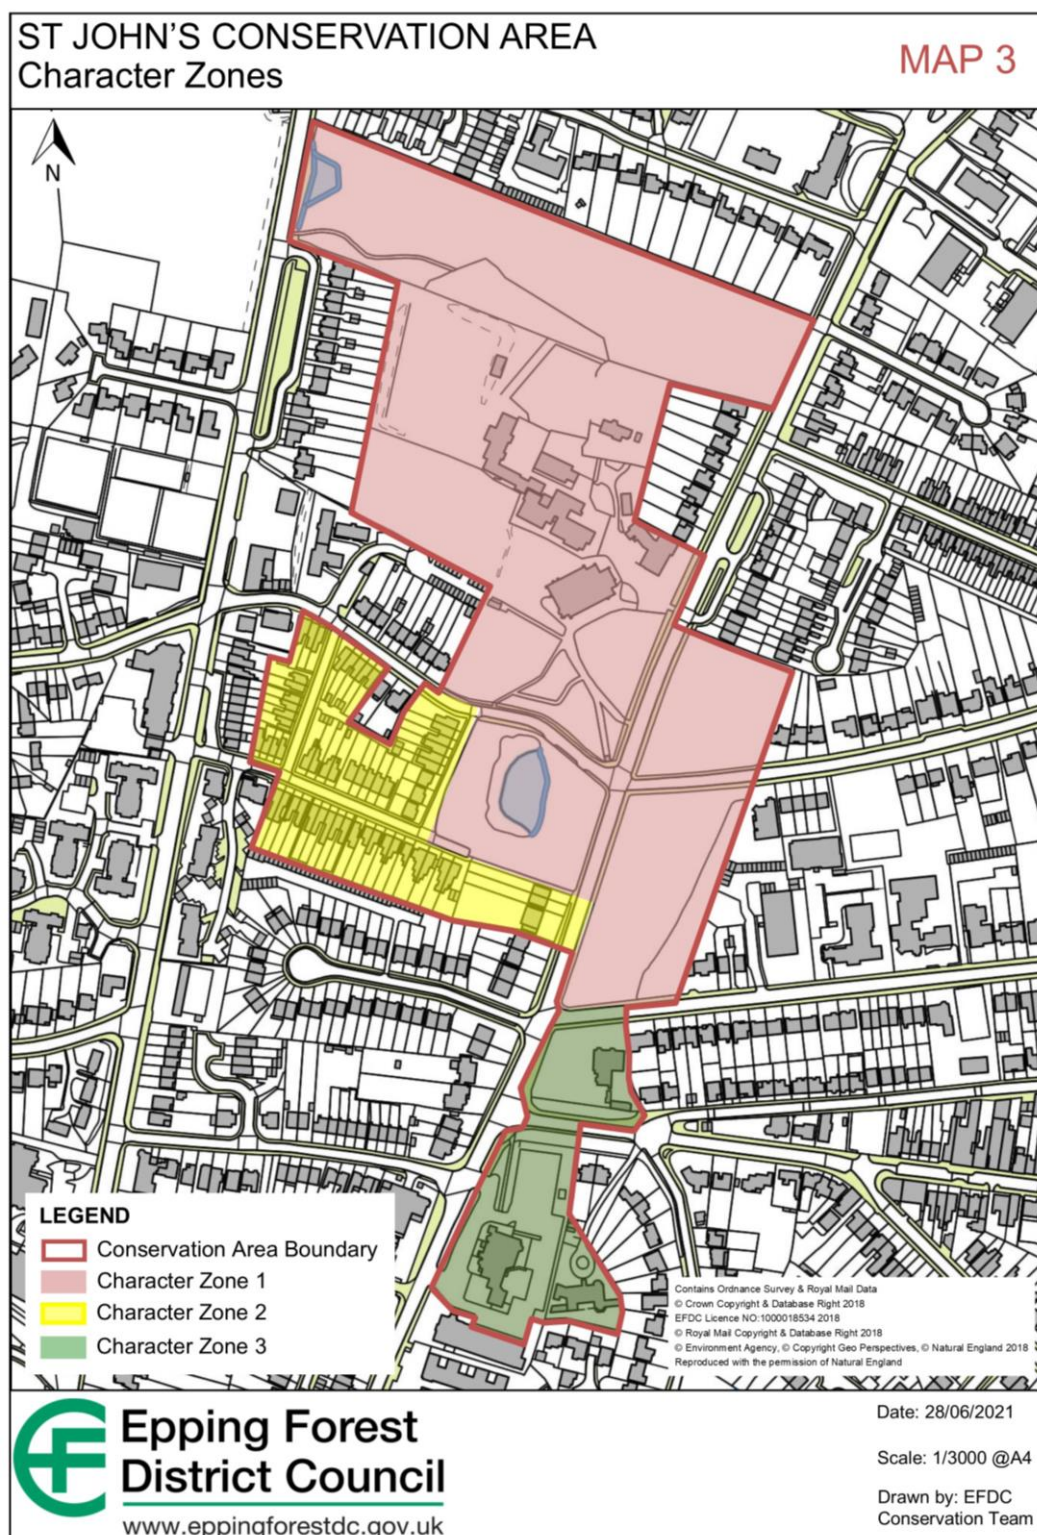 ST JOHN'S CONSERVATION AREA
Character Zones
MAP 3
N
LEGEND
Conservation Area Boundary
Character Zone 1
Character Zone 2
Character Zone 3
Contains Ordnance Survey & Royal Mail Data
© Crown Copyright & Database Right 2018
EFDC Licence NO:1000018534 2018
© Royal Mail Copyright & Database Right 2018
© Environment Agency, © Copyright Geo Perspectives, © Natural England 2018
Reproduced with the permission of Natural England
Epping Forest
District Council
www.eppingforestdc.gov.uk
Date: 28/06/2021
Scale: 1/3000 @A4
Drawn by: EFDC
Conservation Team